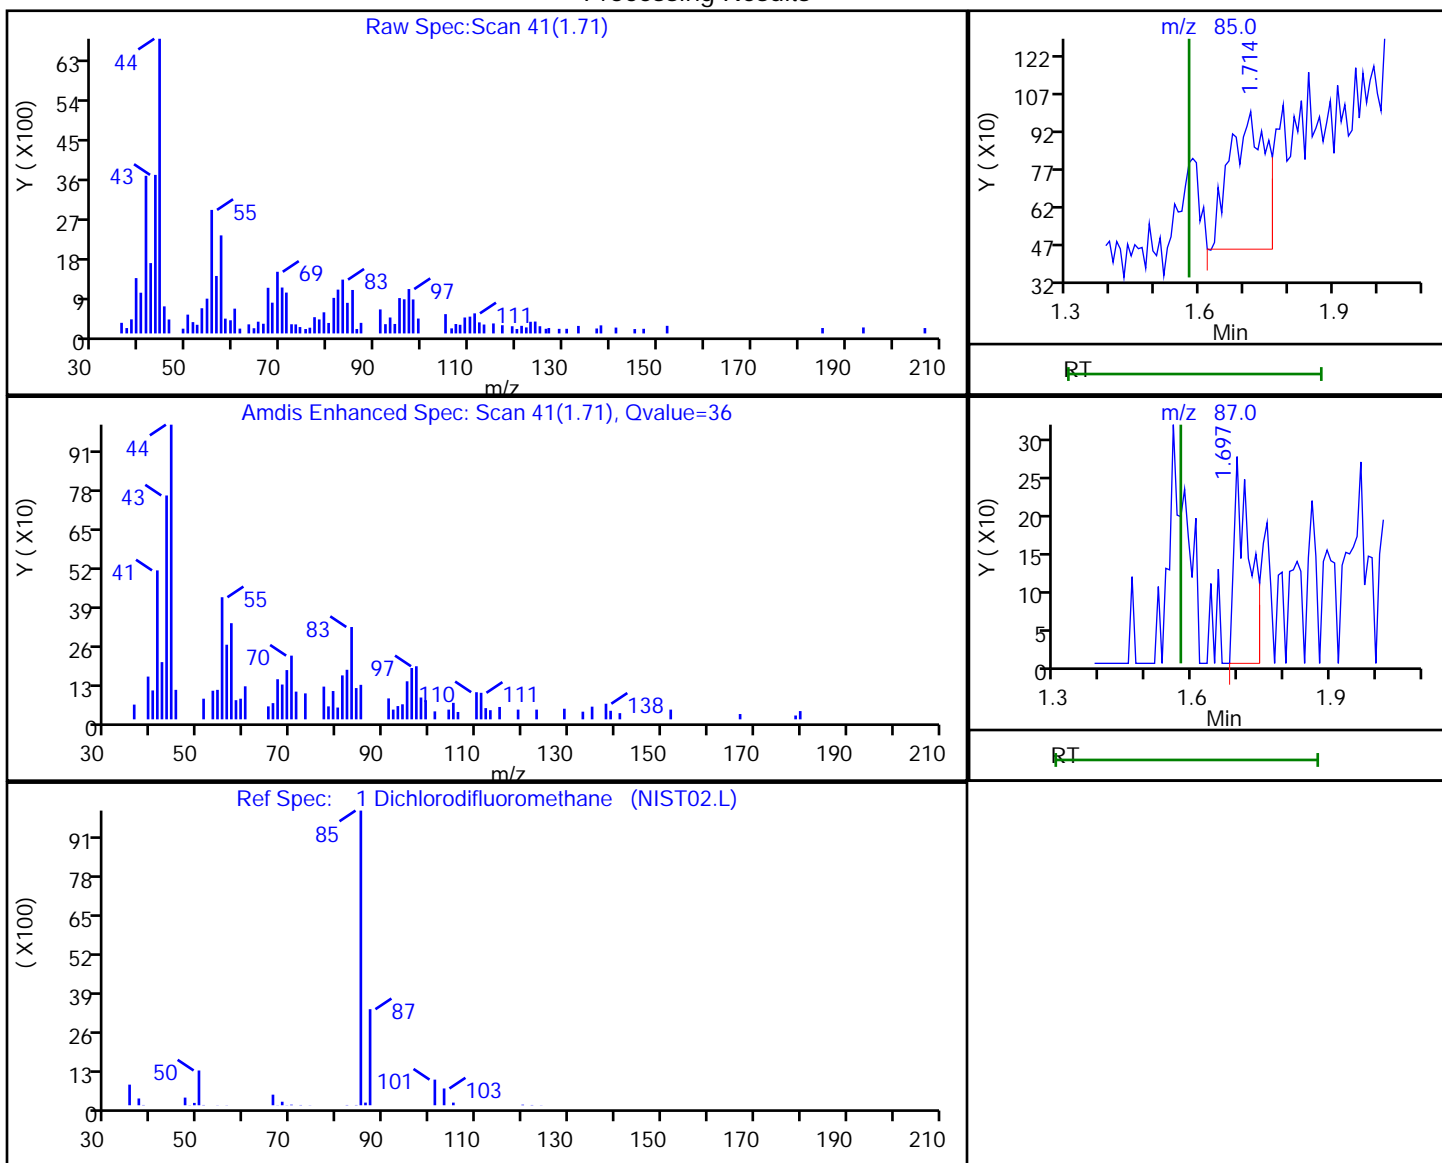 Processing Results
Raw Spec:Scan 41(1.71)
Y ( X100)
63
54
45
36
27
18
9
0
44
43
55
69
83
97
111
30 50 70 90 110 130 150 170 190 210
m/z
m/z 85.0
Y ( X10)
122
107
92
77
62
47
32
1.714
1.3 1.6 1.9
Min
RT
Amdis Enhanced Spec: Scan 41(1.71), Qvalue=36
Y ( X10)
91
78
65
52
39
26
13
0
44
43
41
55
70
83
97
110
111
138
30 50 70 90 110 130 150 170 190 210
m/z
m/z 87.0
Y ( X10)
30
25
20
15
10
5
0
1.697
1.3 1.6 1.9
Min
RT
Ref Spec: 1 Dichlorodifluoromethane (NIST02.L)
( X100)
91
78
65
52
39
26
13
0
85
87
50
101
103
30 50 70 90 110 130 150 170 190 210